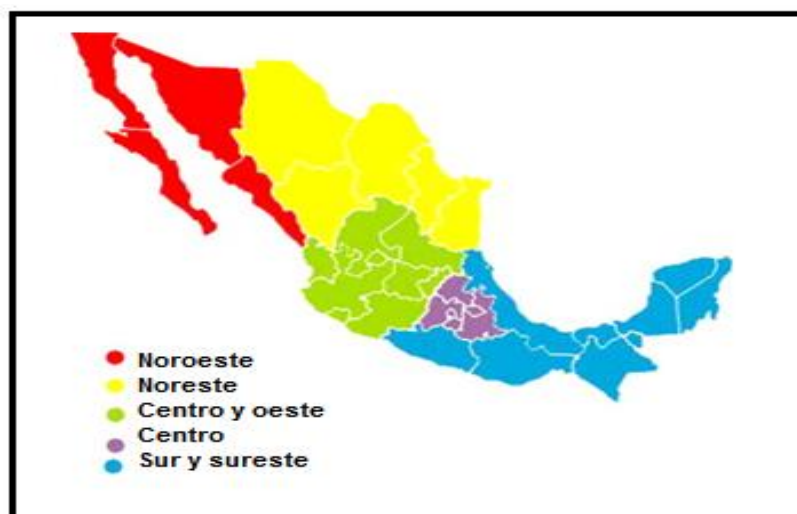 Noroeste
Noreste
Centro y oeste
Centro
Sur y sureste